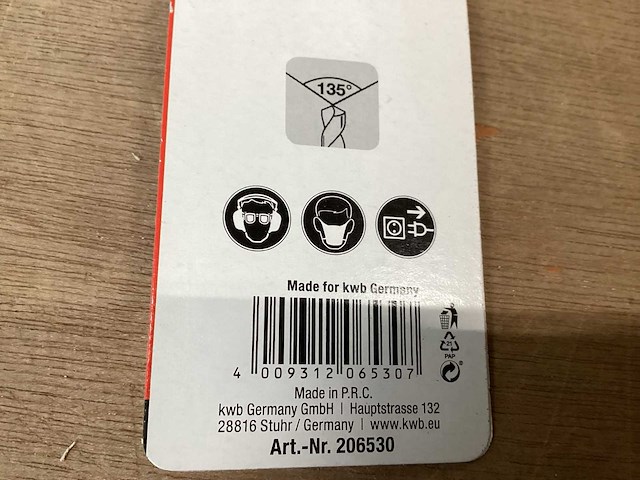 135°
Made for kwb Germany
4 009312 065307
21
PAP
Made in P.R.C.
kwb Germany GmbH | Hauptstrasse 132
28816 Stuhr / Germany | www.kwb.eu
Art.-Nr. 206530